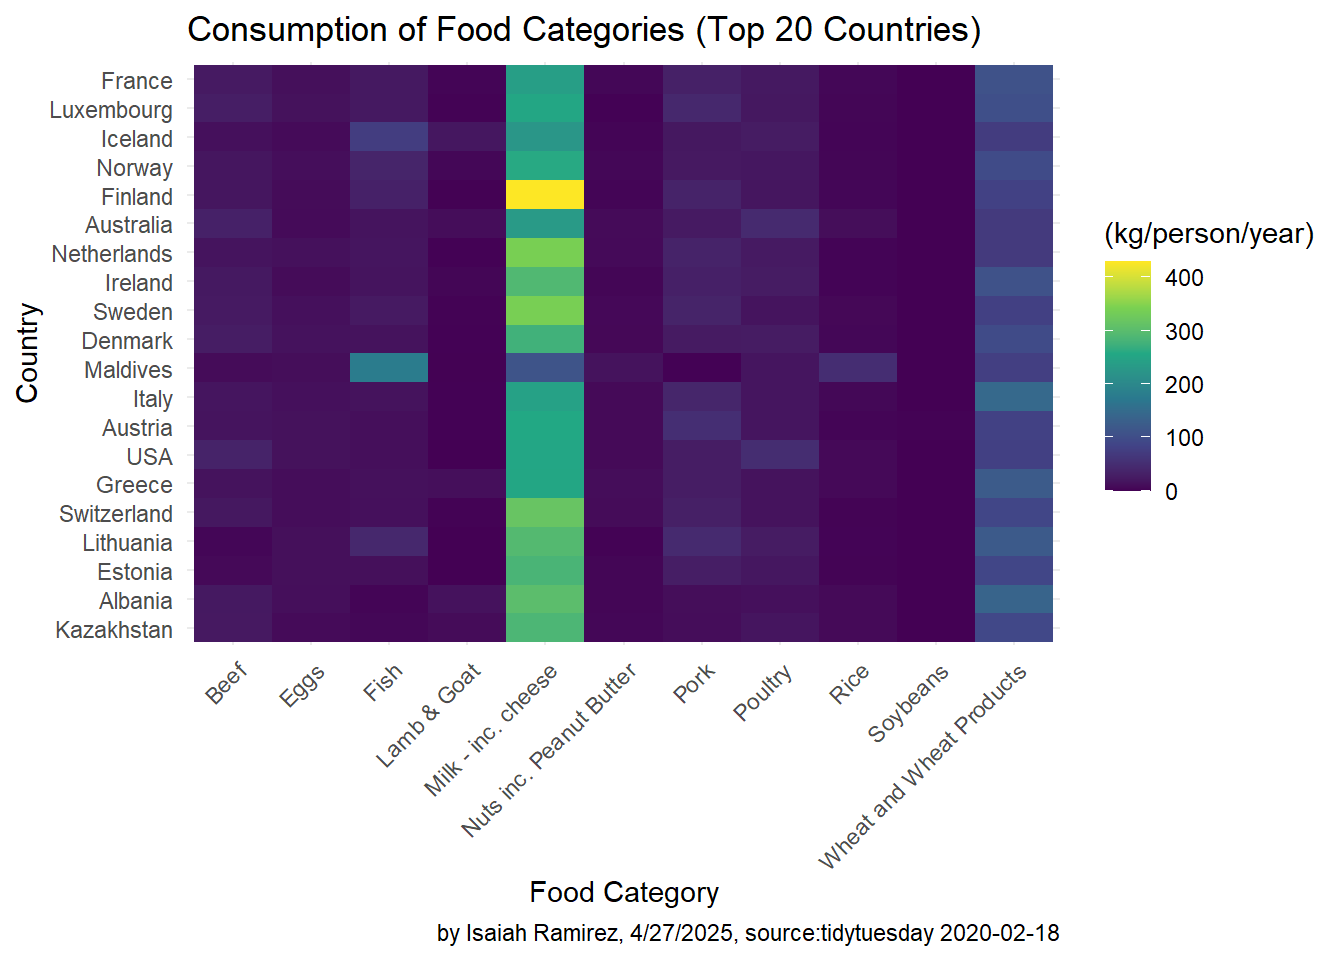 Consumption of Food Categories (Top 20 Countries)
Country
France
Luxembourg
Iceland
Norway
Finland
Australia
Netherlands
Ireland
Sweden
Denmark
Maldives
Italy
Austria
USA
Greece
Switzerland
Lithuania
Estonia
Albania
Kazakhstan
(kg/person/year)
400
300
200
100
0
Beef
Eggs
Fish
Lamb & Goat
Milk - inc. cheese
Nuts inc. Peanut Butter
Pork
Poultry
Rice
Soybeans
Wheat and Wheat Products
Food Category
by Isaiah Ramirez, 4/27/2025, source:tidytuesday 2020-02-18